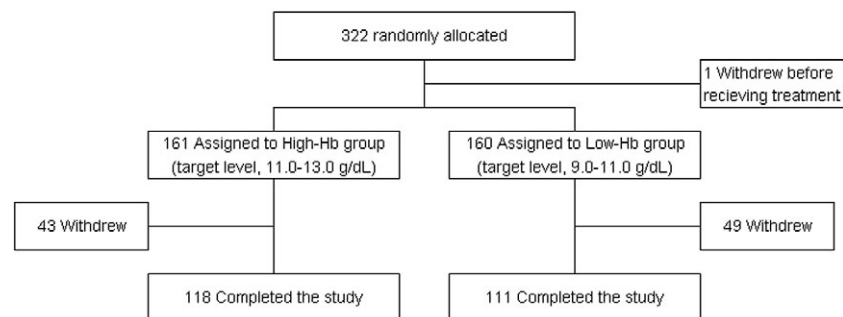 322 randomly allocated
1 Withdrew before
recieving treatment
161 Assigned to High-Hb group
(target level, 11.0-13.0 g/dL)
160 Assigned to Low-Hb group
(target level, 9.0-11.0 g/dL)
43 Withdrew
49 Withdrew
118 Completed the study
111 Completed the study